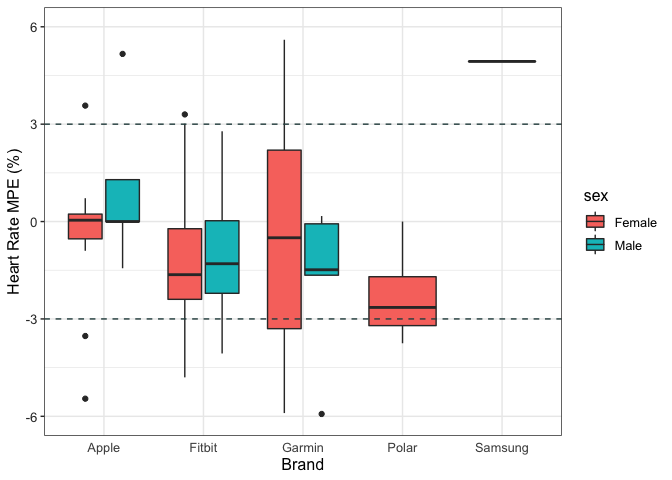 Heart Rate MPE (%)
6
3
0
-3
-6
Apple
Fitbit
Garmin
Polar
Samsung
Brand
sex
Female
Male